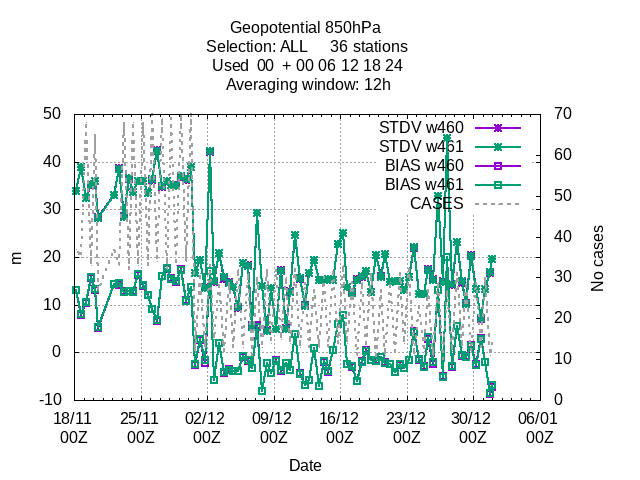 Geopotential 850hPa
Selection: ALL 36 stations
Used 00 + 00 06 12 18 24
Averaging window: 12h
50 70
STDV w460
STDV w461
40 60
BIAS w460
BIAS w461
50
CASES
30
40
20
m
No cases
30
10
20
0 10
-10 0
18/11 25/11 02/12 09/12 16/12 23/12 30/12 06/01
00Z 00Z 00Z 00Z 00Z 00Z 00Z 00Z
Date